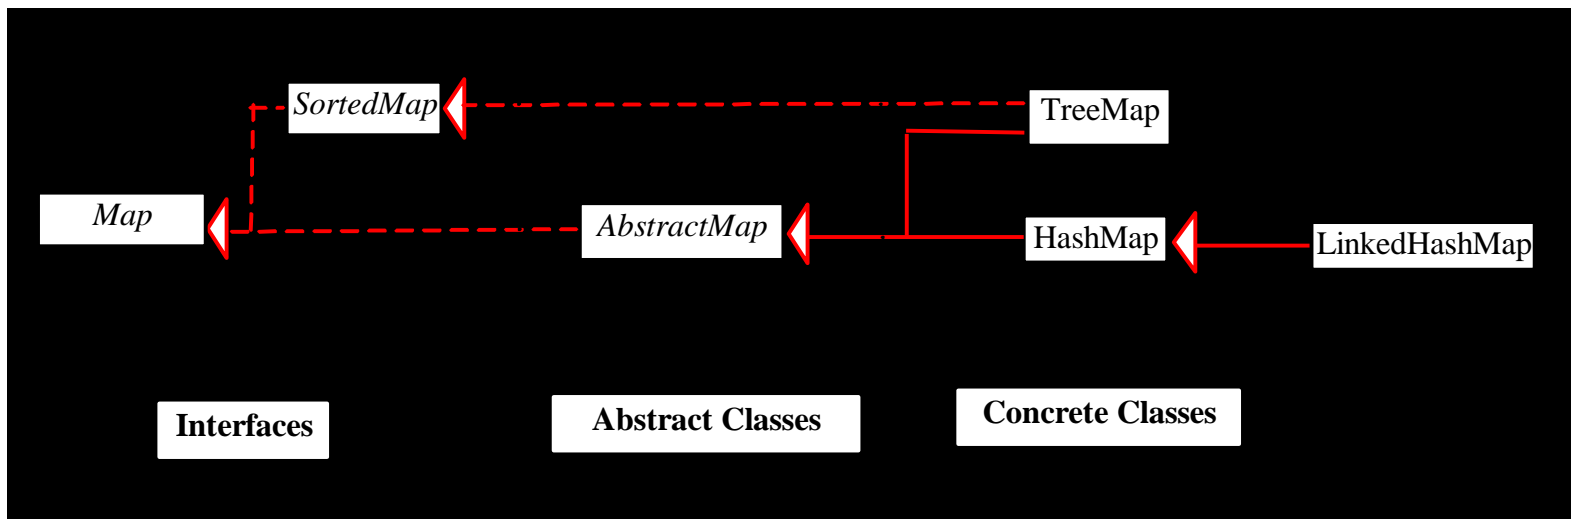 SortedMap
TreeMap
Map
AbstractMap
HashMap
LinkedHashMap
Interfaces
Abstract Classes
Concrete Classes